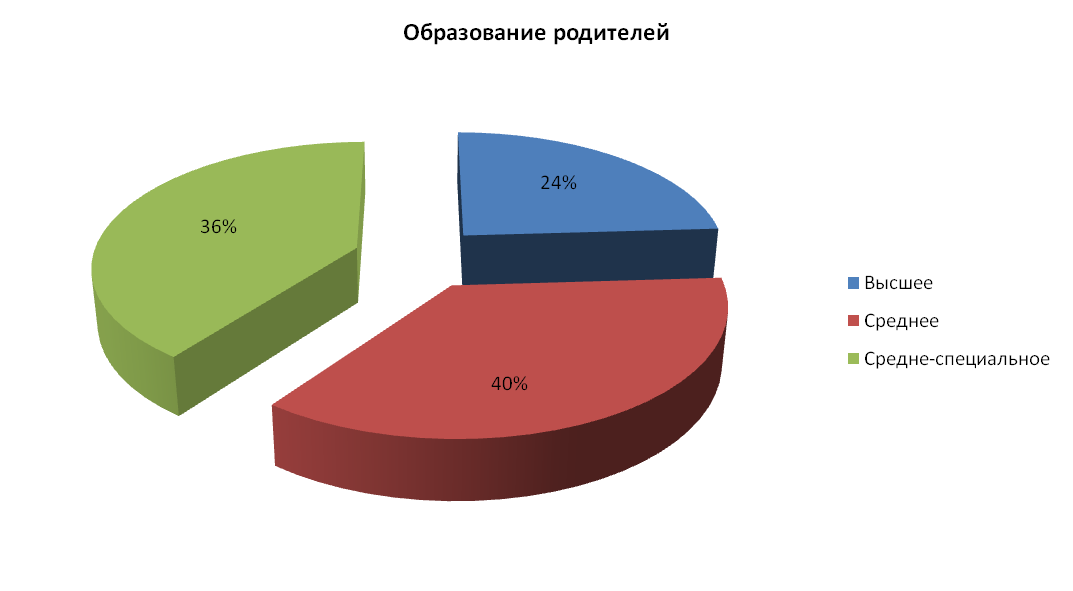 Образование родителей
24%
36%
40%
Высшее
Среднее
Средне-специальное